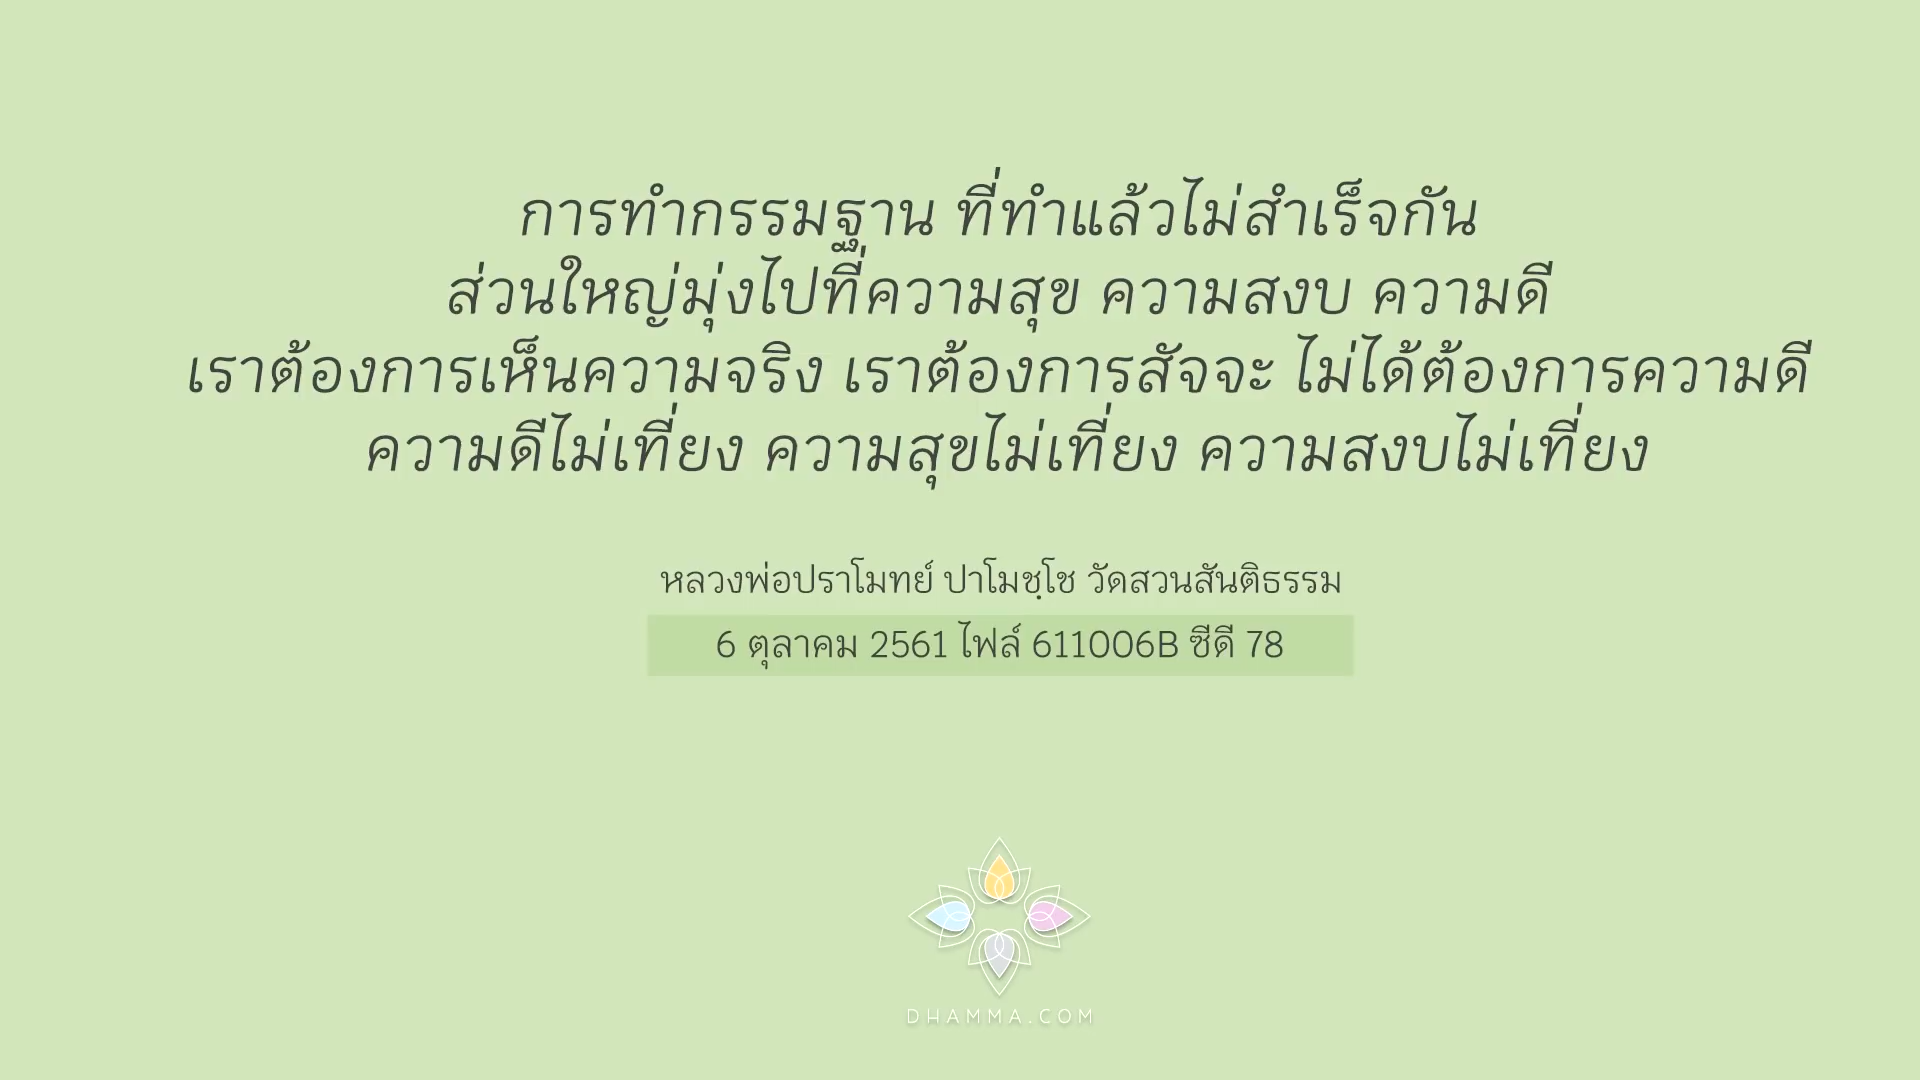 การทำกรรมฐาน ที่ทำแล้วไม่สำเร็จกัน
ส่วนใหญ่มุ่งไปที่ความสุข ความสงบ ความดี
เราต้องการเห็นความจริง เราต้องการสัจจะ ไม่ได้ต้องการความดี
ความดีไม่เที่ยง ความสุขไม่เที่ยง ความสงบไม่เที่ยง
หลวงพ่อปราโมทย์ ปาโมชฺโช วัดสวนสันติธรรม
6 ตุลาคม 2561 ไฟล์ 611006B ซีดี 78
DHAMMA.COM